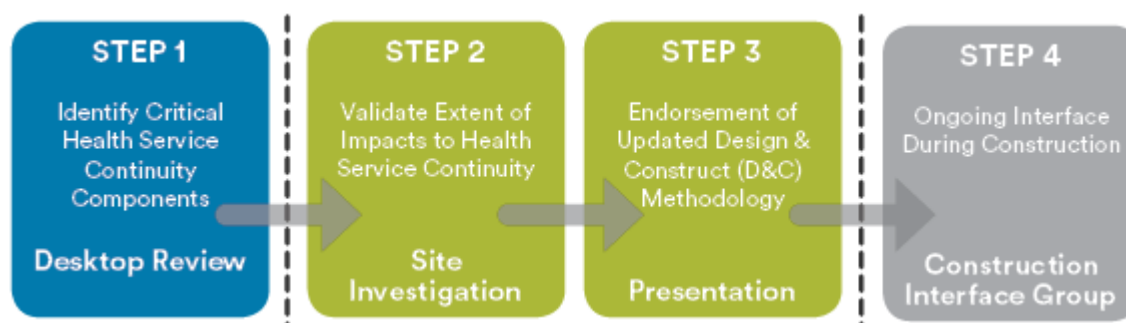 STEP 1
Identify Critical
Health Service
Continuity
Components
Desktop Review
STEP 2
Validate Extent of
Impacts to Health
Service Continuity
Site
Investigation
STEP 3
Endorsement of
Updated Design &
Construct (D&C)
Methodology
Presentation
STEP 4
Ongoing Interface
During Construction
Construction
Interface Group